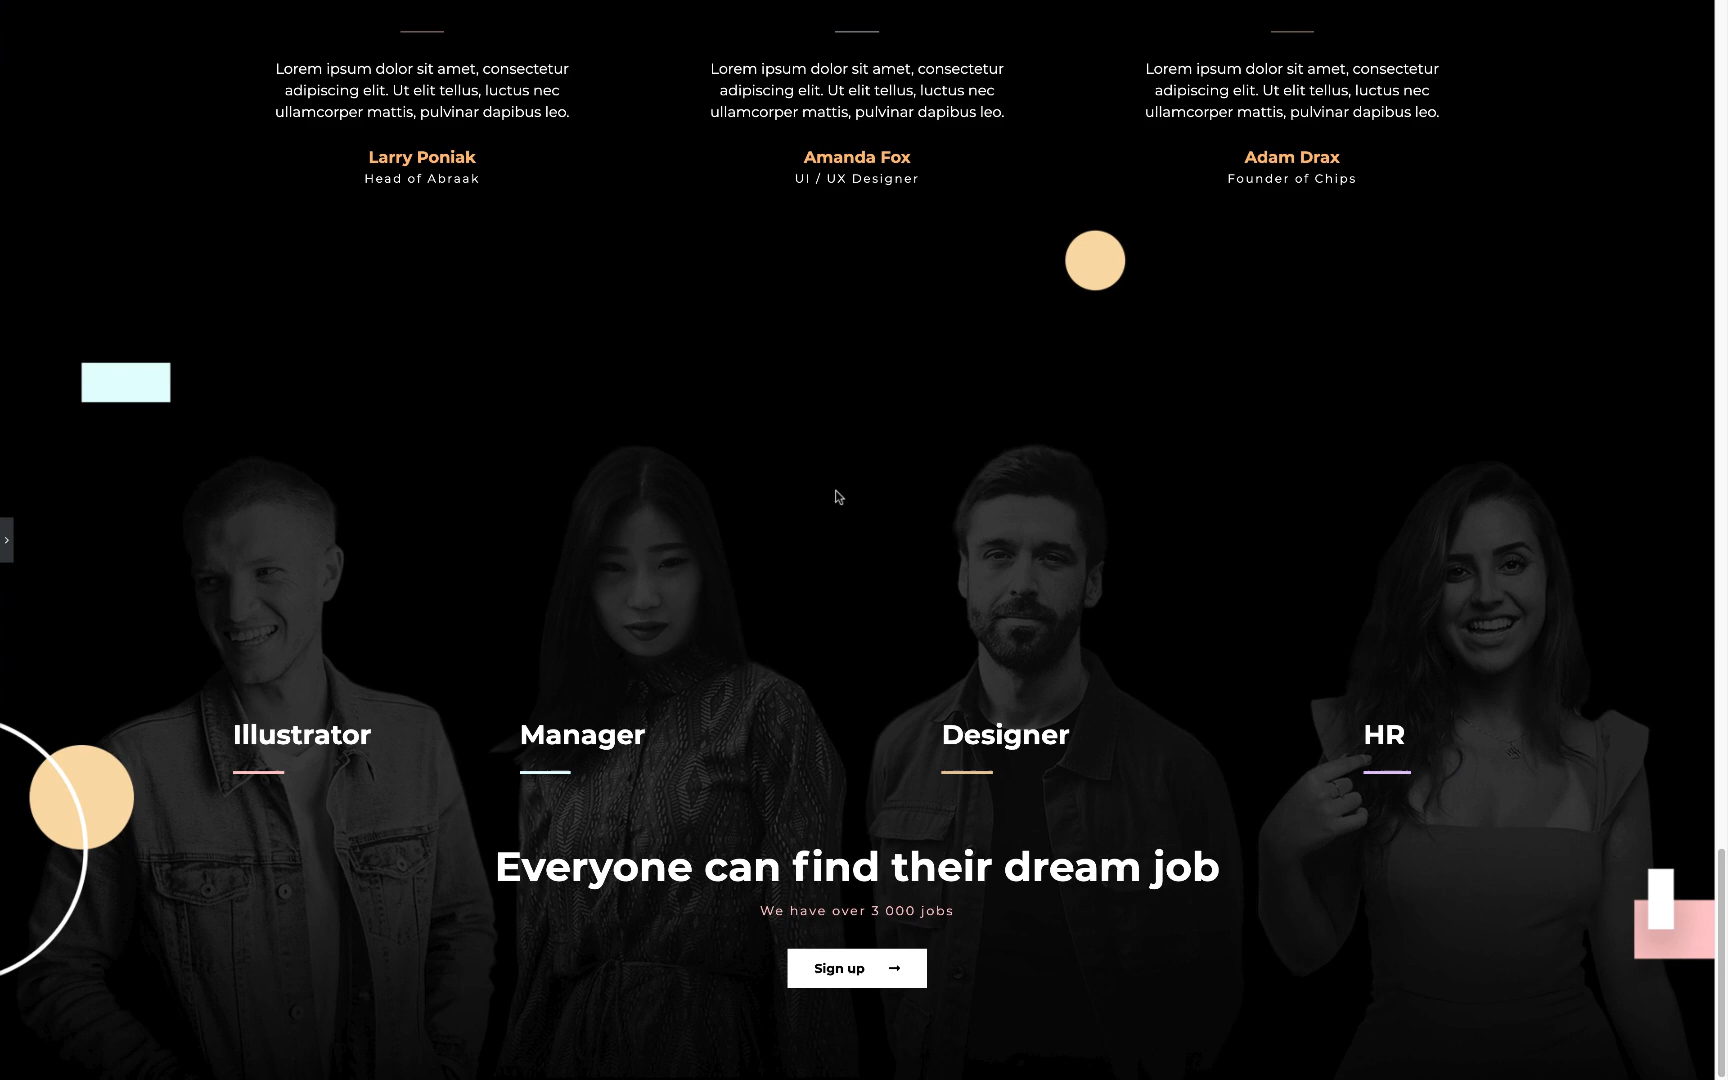 Lorem ipsum dolor sit amet, consectetur
adipiscing elit. Ut elit tellus, luctus nec
ullamcorper mattis, pulvinar dapibus leo.
Larry Poniak
Head of Abraak
Lorem ipsum dolor sit amet, consectetur
adipiscing elit. Ut elit tellus, luctus nec
ullamcorper mattis, pulvinar dapibus leo.
Amanda Fox
UI / UX Designer
Lorem ipsum dolor sit amet, consectetur
adipiscing elit. Ut elit tellus, luctus nec
ullamcorper mattis, pulvinar dapibus leo.
Adam Drax
Founder of Chips
Illustrator
Manager
Designer
HR
Everyone can find their dream job
We have over 3 000 jobs
Sign up →